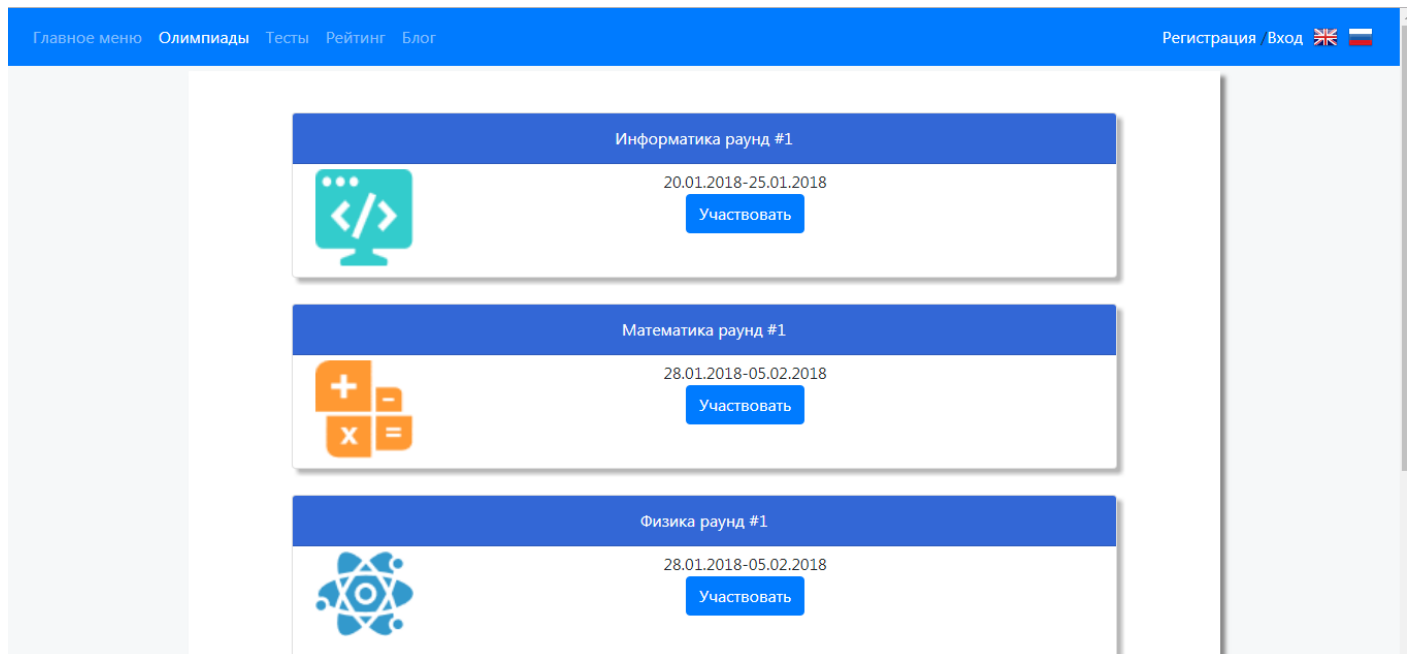 Главное меню Олимпиады Тесты Рейтинг Блог Регистрация /Вход
Информатика раунд #1
20.01.2018-25.01.2018
Участвовать
Математика раунд #1
28.01.2018-05.02.2018
Участвовать
Физика раунд #1
28.01.2018-05.02.2018
Участвовать